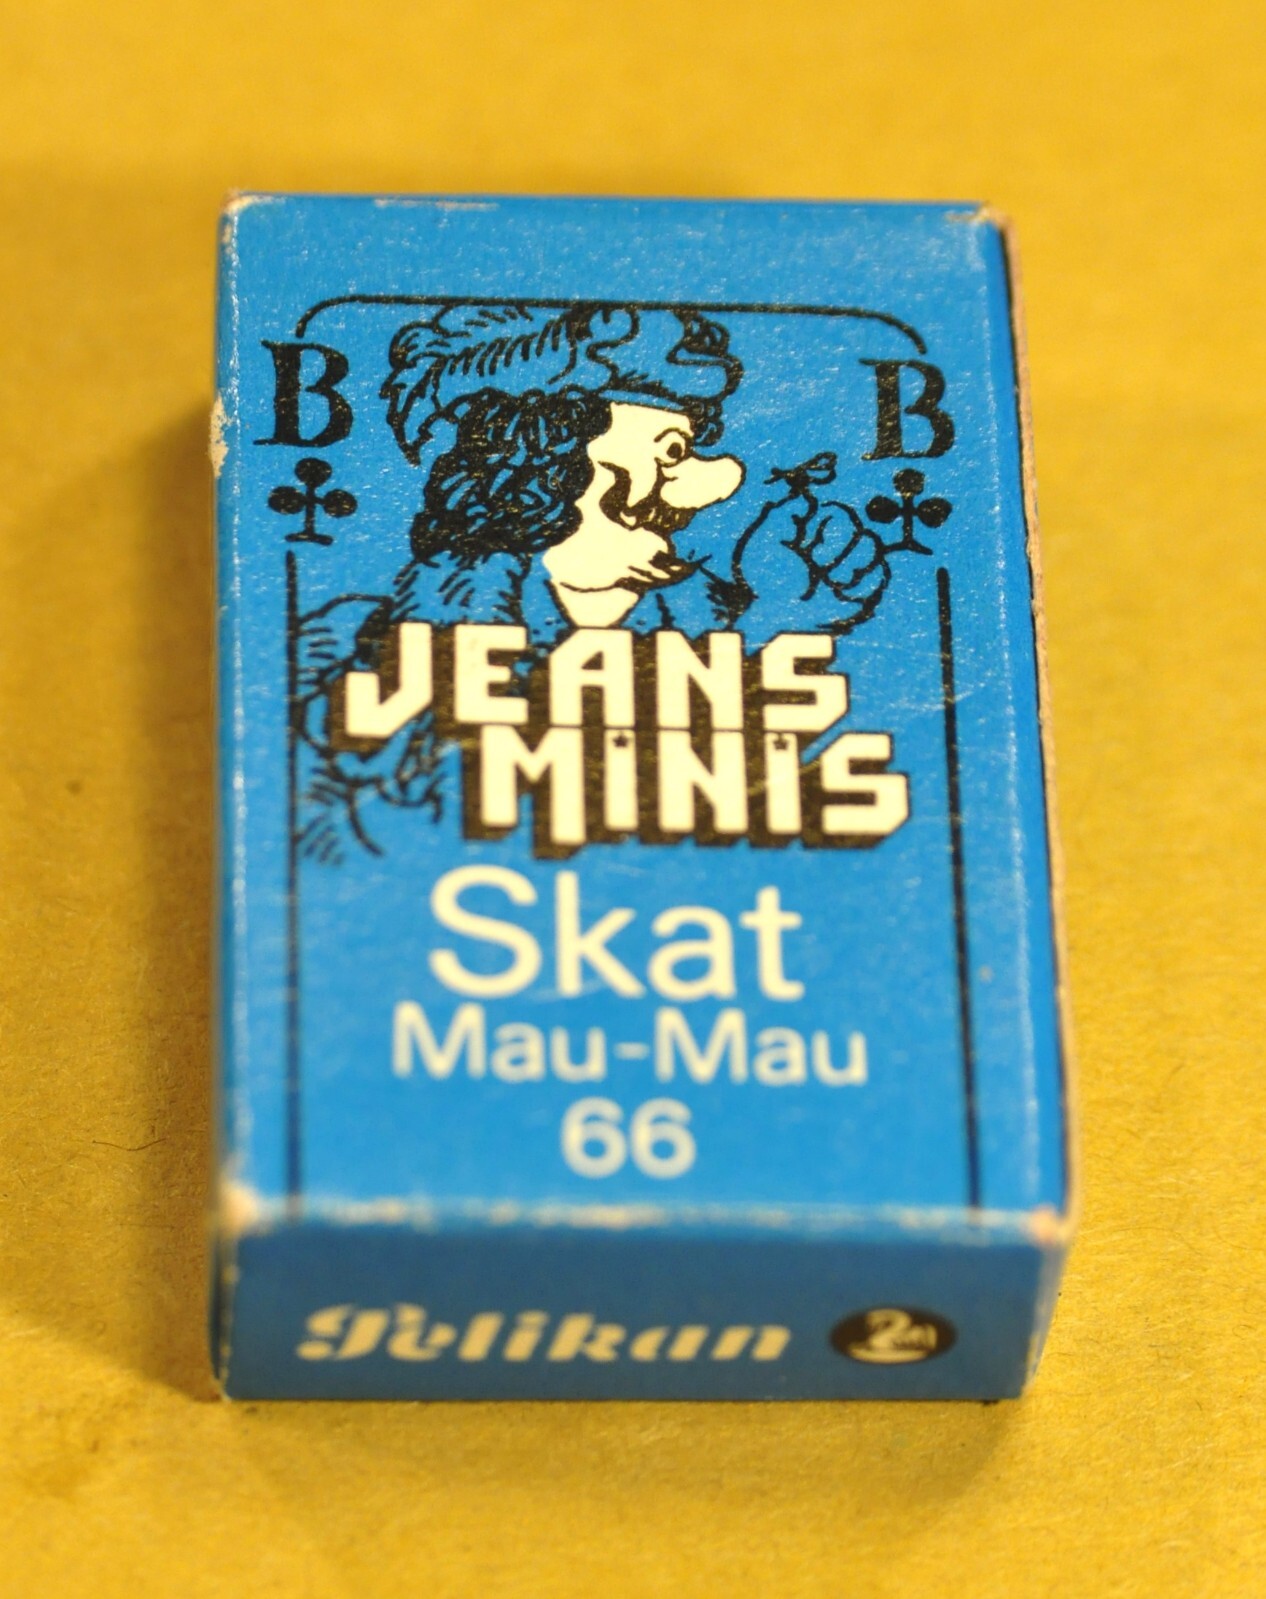 B B
JEANS
MINIS
Skat
Mau-Mau
66
Pelikan